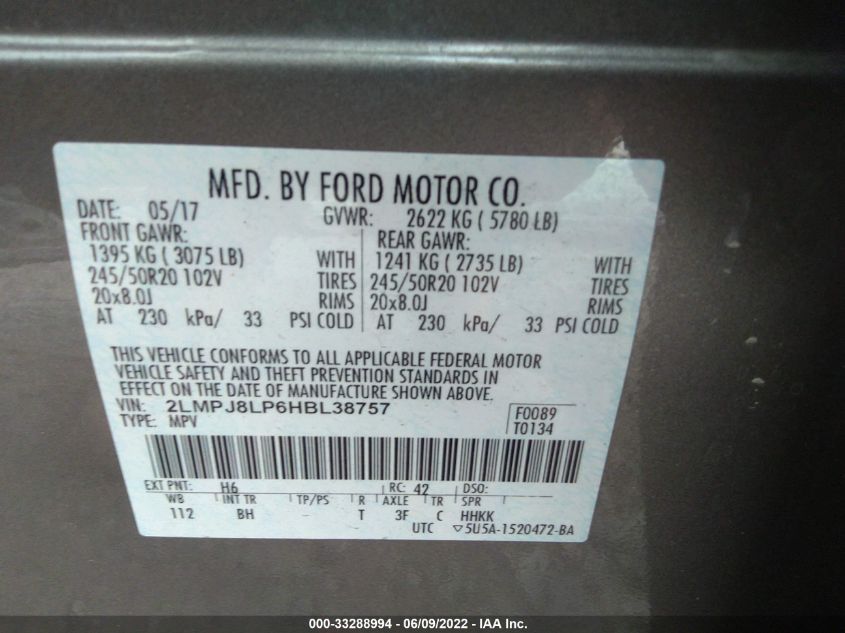 MFD. BY FORD MOTOR CO.
DATE: 05/17 GVWR: 2622 KG ( 5780 LB)
FRONT GAWR: REAR GAWR:
1395 KG ( 3075 LB) WITH 1241 KG ( 2735 LB) WITH
245/50R20 102V TIRES 245/50R20 102V TIRES
20x8.0J RIMS 20x8.0J RIMS
AT 230 kPa/ 33 PSI COLD AT 230 kPa/ 33 PSI COLD
THIS VEHICLE CONFORMS TO ALL APPLICABLE FEDERAL MOTOR
VEHICLE SAFETY AND THEFT PREVENTION STANDARDS IN
EFFECT ON THE DATE OF MANUFACTURE SHOWN ABOVE.
VIN: 2LMPJ8LP6HBL38757 F0089
TYPE: MPV T0134
EXT PNT: H6 RC: 42 DSO:
WB INT TR TP/PS R AXLE TR SPR
112 BH - T 3F C HHKK
UTC ▽5U5A-1520472-BA
000-33288994 - 06/09/2022 - IAA Inc.